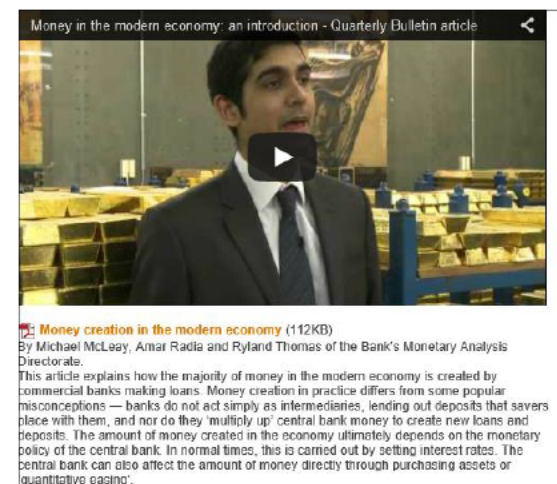 Money in the modern economy: an introduction - Quarterly Bulletin article
Money creation in the modern economy (112KB)
By Michael McLeay, Amar Radia and Ryland Thomas of the Bank's Monetary Analysis
Directorate.
This article explains how the majority of money in the modern economy is created by
commercial banks making loans. Money creation in practice differs from some popular
misconceptions — banks do not act simply as intermediaries, lending out deposits that savers
place with them, and nor do they 'multiply up' central bank money to create new loans and
deposits. The amount of money created in the economy ultimately depends on the monetary
policy of the central bank. In normal times, this is carried out by setting interest rates. The
central bank can also affect the amount of money directly through purchasing assets or
'quantitative easing'.